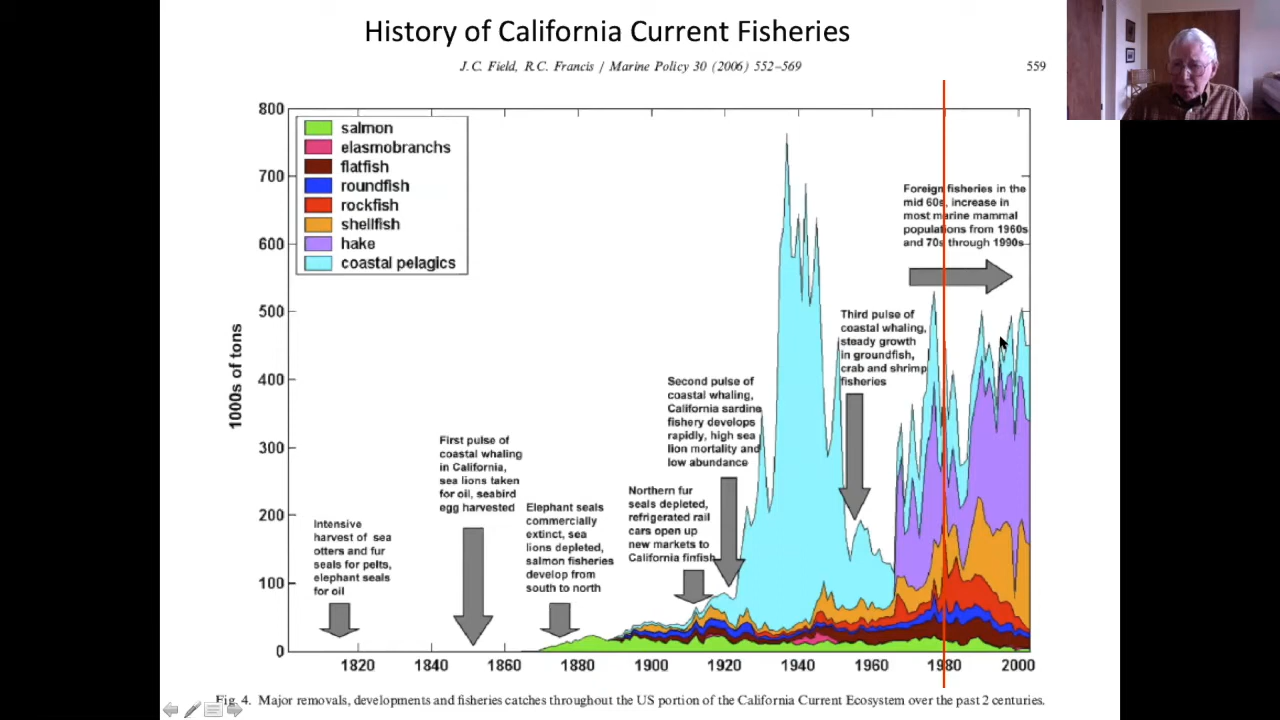 History of California Current Fisheries
J.C. Field, R.C. Francis / Marine Policy 30 (2006) 552–569
559
800
700
600
500
400
300
200
100
0
1000s of tons
salmon
elasmobranchs
flatfish
roundfish
rockfish
shellfish
hake
coastal pelagics
Intensive
harvest of sea
otters and fur
seals for pelts,
elephant seals
for oil
First pulse of
coastal whaling
in California,
sea lions taken
for oil, seabird
egg harvested
Elephant seals
commercially
extinct, sea
lions depleted,
salmon fisheries
develop from
south to north
Northern fur
seals depleted,
refrigerated rail
cars open up
new markets to
California finfish
Second pulse of
coastal whaling,
California sardine
fishery develops
rapidly, high sea
lion mortality and
low abundance
Third pulse of
coastal whaling,
steady growth
in groundfish,
crab and shrimp
fisheries
Foreign fisheries in the
mid 60s, increase in
most marine mammal
populations from 1960s
and 70s through 1990s
1820 1840 1860 1880 1900 1920 1940 1960 1980 2000
Fig. 4. Major removals, developments and fisheries catches throughout the US portion of the California Current Ecosystem over the past 2 centuries.